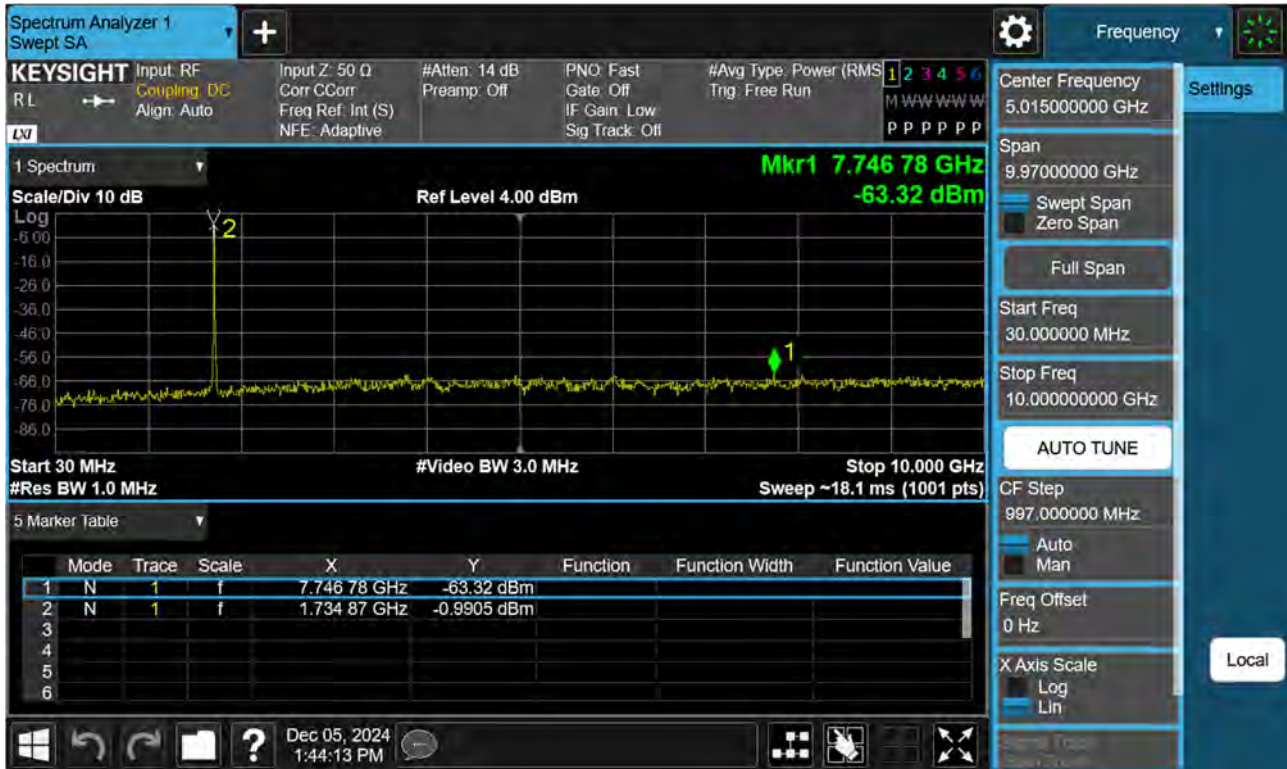 Spectrum Analyzer 1
Swept SA
Frequency
KEYSIGHT Input: RF Input Z: 50 Ω #Atten: 14 dB PNO: Fast #Avg Type: Power (RMS 1 2 3 4 5 6
RL Coupling: DC Corr CCorr Preamp: Off Gate: Off Trig: Free Run M W W W W W
Align: Auto Freq Ref: Int (S) IF Gain: Low
LXI NFE: Adaptive Sig Track: Off P P P P P P
1 Spectrum
Mkr1 7.746 78 GHz
Scale/Div 10 dB Ref Level 4.00 dBm -63.32 dBm
Log
-6.00
-16.0
-26.0
-36.0
-46.0
-56.0
-66.0
-76.0
-86.0
2
1
Start 30 MHz #Video BW 3.0 MHz Stop 10.000 GHz
#Res BW 1.0 MHz Sweep ~18.1 ms (1001 pts)
5 Marker Table
Mode Trace Scale X Y Function Function Width Function Value
1 N 1 f 7.746 78 GHz -63.32 dBm
2 N 1 f 1.734 87 GHz -0.9905 dBm
3
4
5
6
?
Dec 05, 2024
1:44:13 PM
Center Frequency
5.015000000 GHz
Settings
Span
9.97000000 GHz
Swept Span
Zero Span
Full Span
Start Freq
30.000000 MHz
Stop Freq
10.000000000 GHz
AUTO TUNE
CF Step
997.000000 MHz
Auto
Man
Freq Offset
0 Hz
X Axis Scale
Log
Lin
Local